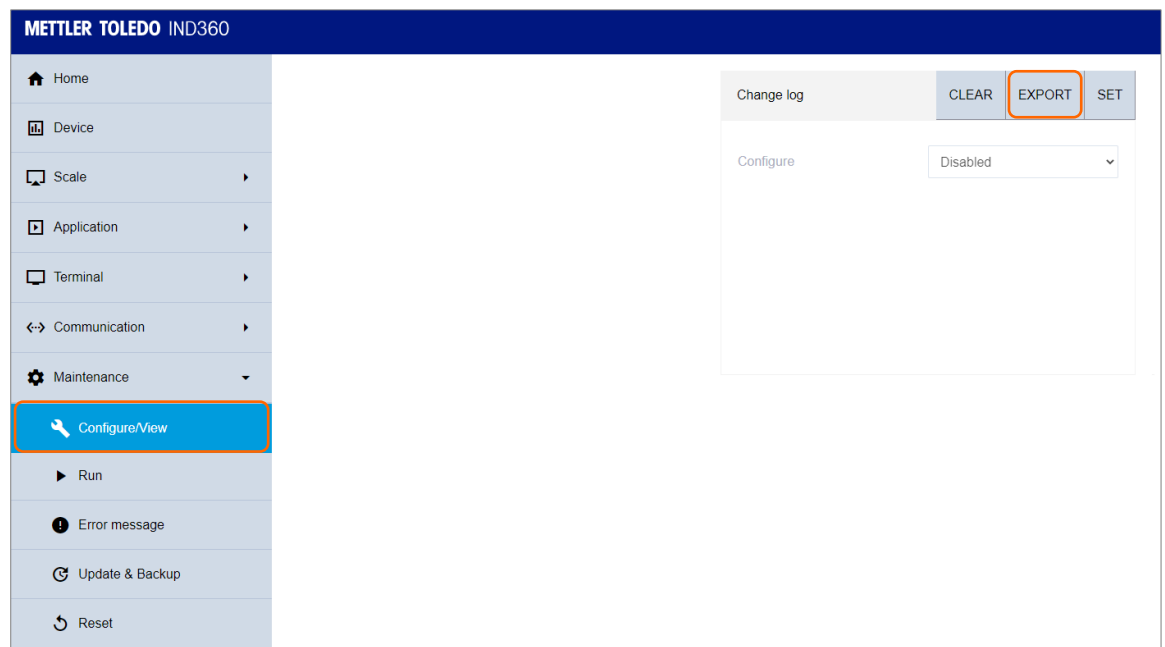 METTLER TOLEDO IND360
Home
Device
Scale
Application
Terminal
Communication
Maintenance
Configure/View
Run
Error message
Update & Backup
Reset
Change log CLEAR EXPORT SET
Configure Disabled